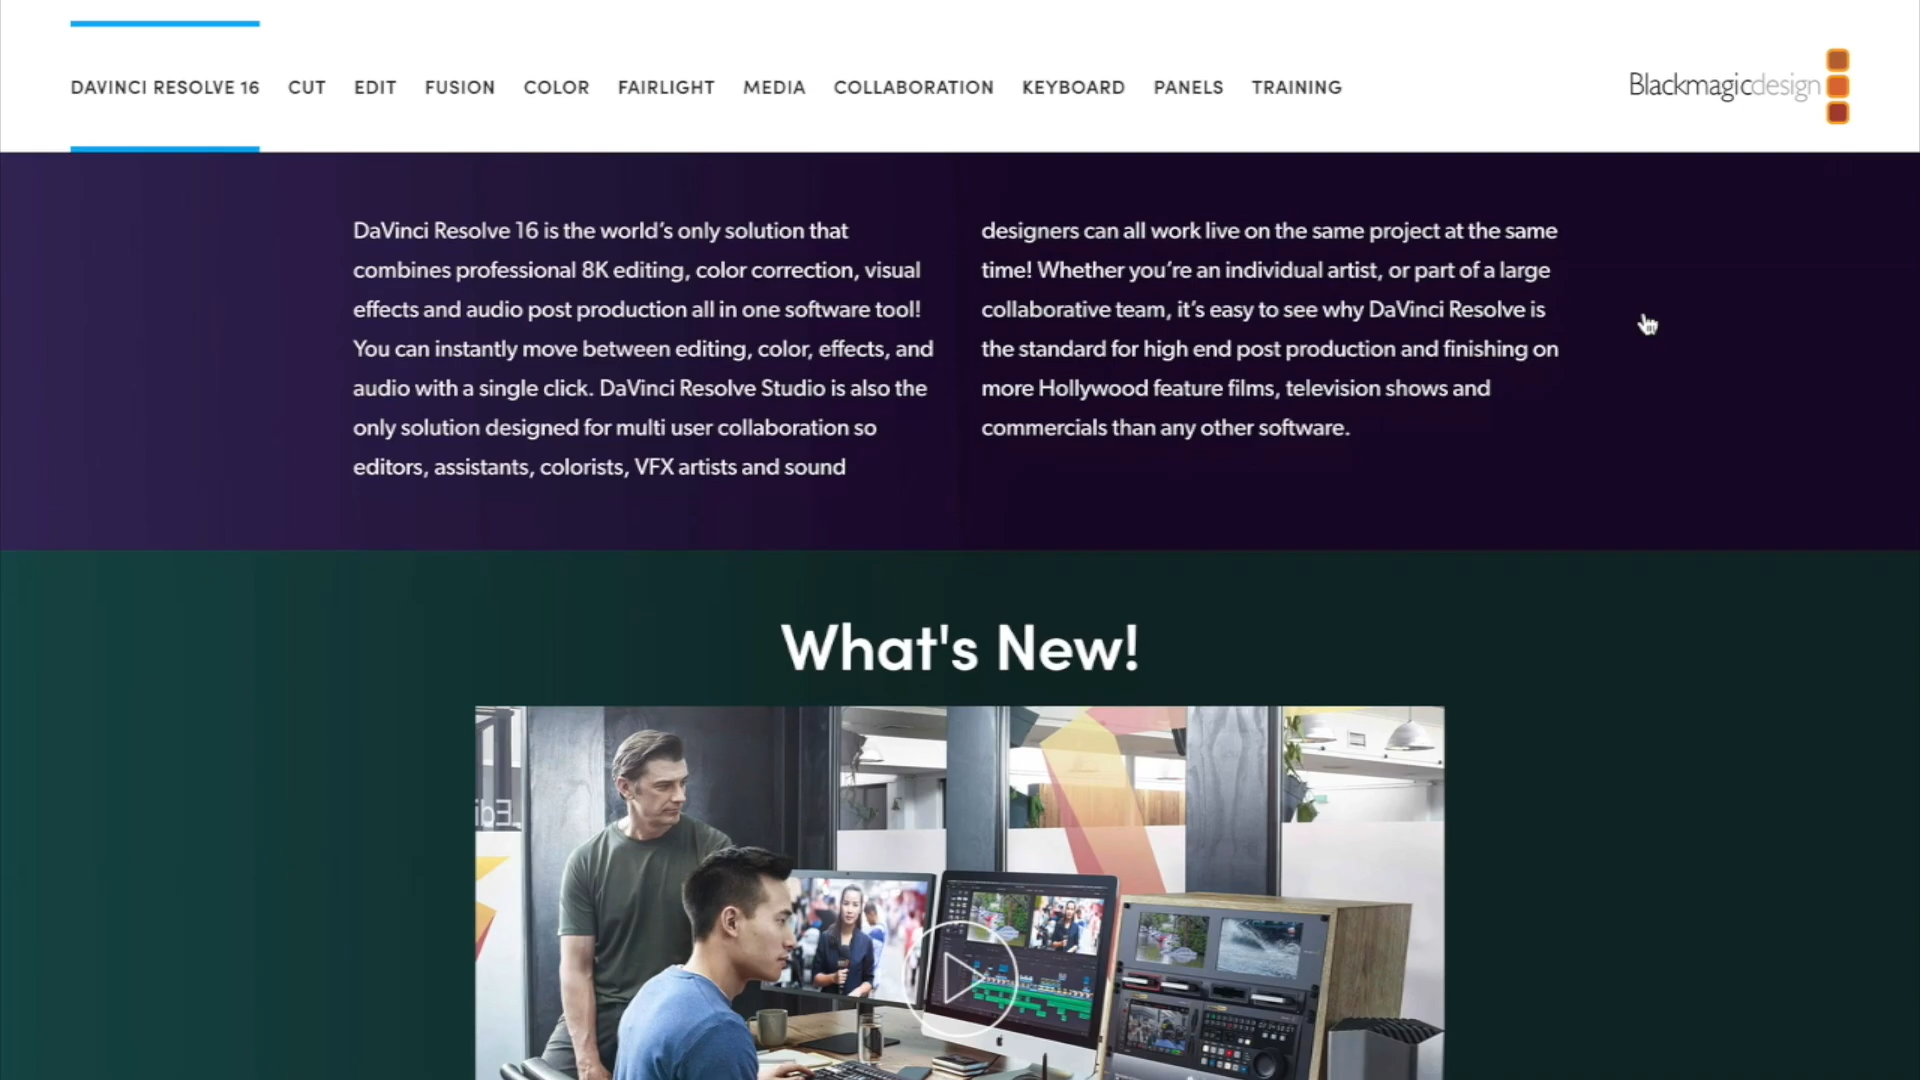 DAVINCI RESOLVE 16 CUT EDIT FUSION COLOR FAIRLIGHT MEDIA COLLABORATION KEYBOARD PANELS TRAINING
Blackmagicdesign
DaVinci Resolve 16 is the world's only solution that
combines professional 8K editing, color correction, visual
effects and audio post production all in one software tool!
You can instantly move between editing, color, effects, and
audio with a single click. DaVinci Resolve Studio is also the
only solution designed for multi user collaboration so
editors, assistants, colorists, VFX artists and sound
designers can all work live on the same project at the same
time! Whether you're an individual artist, or part of a large
collaborative team, it's easy to see why DaVinci Resolve is
the standard for high end post production and finishing on
more Hollywood feature films, television shows and
commercials than any other software.
What's New!